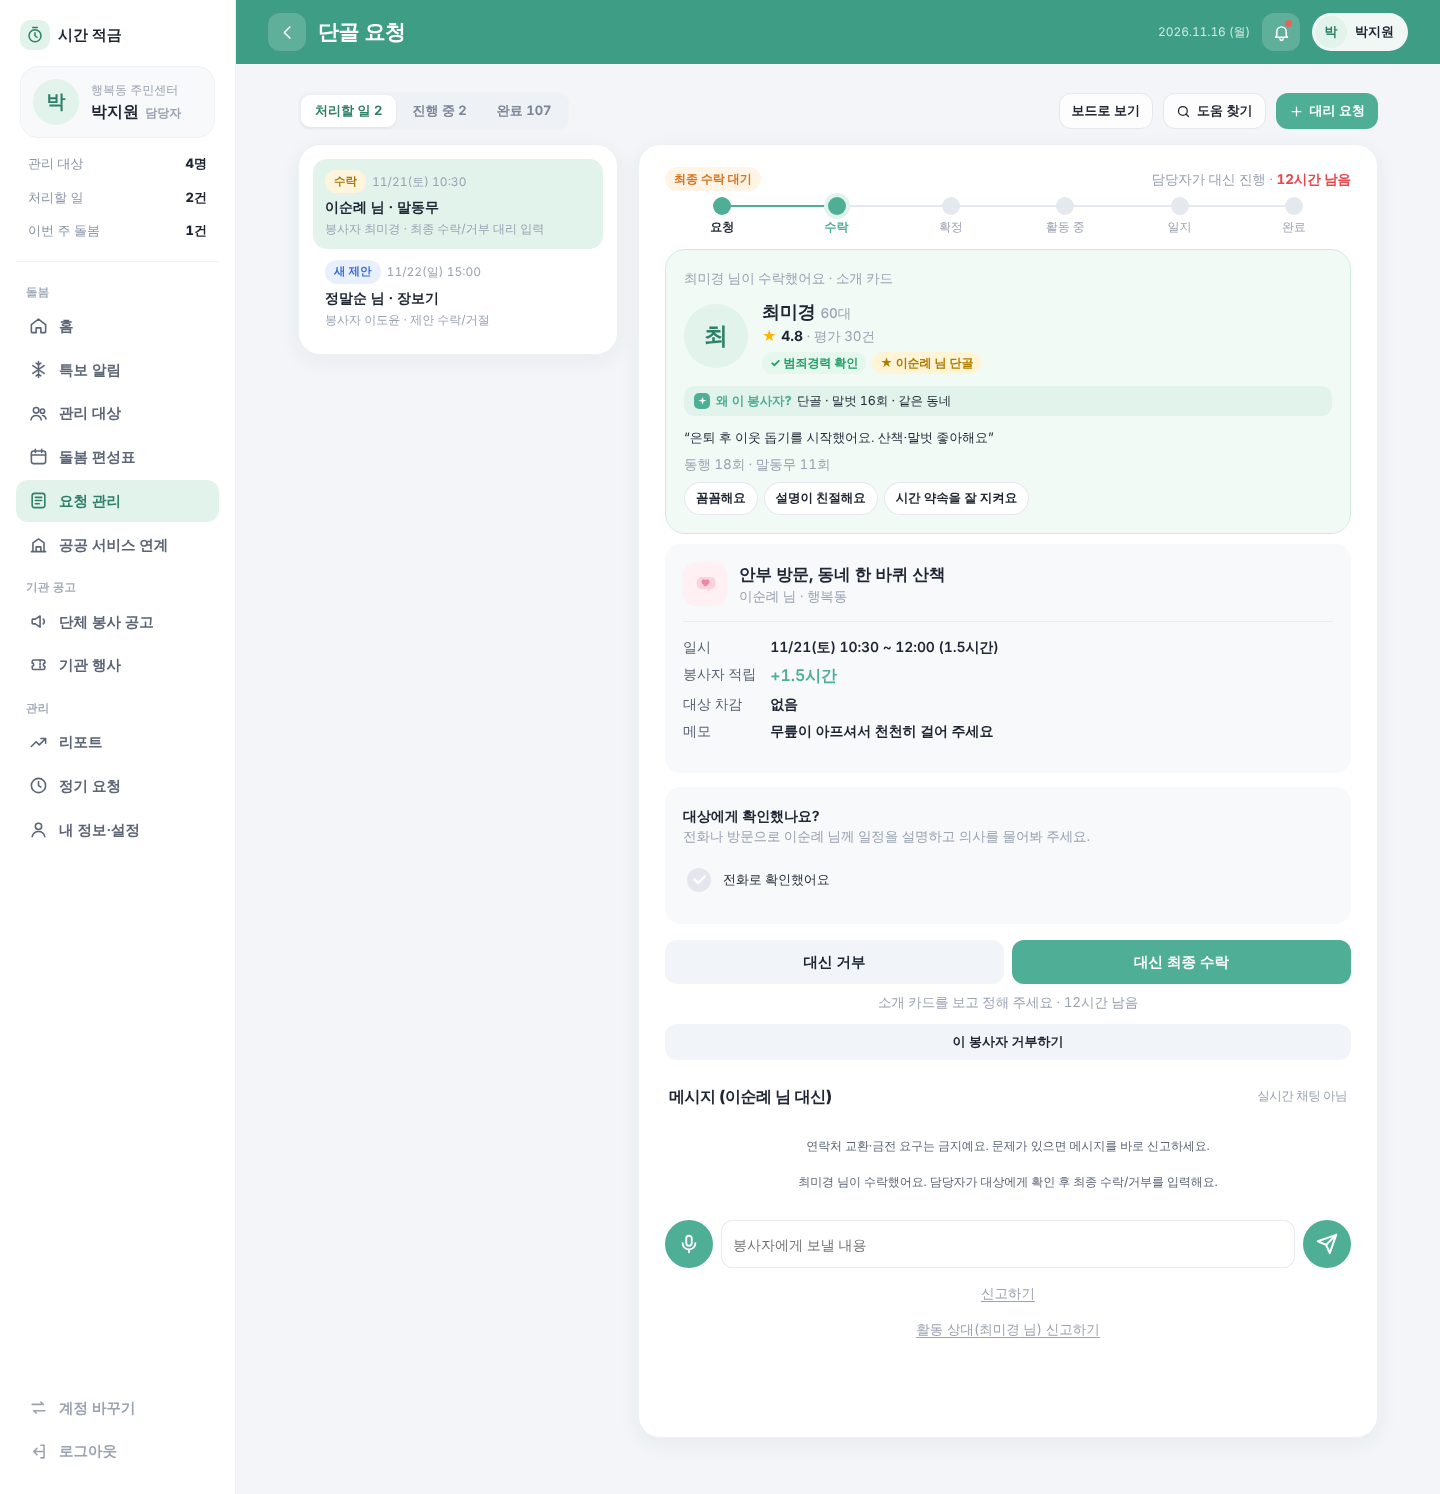 시간 적금
박
행복동 주민센터
박지원 담당자
관리 대상 4명
처리할 일 2건
이번 주 돌봄 1건
돌봄
홈
특보 알림
관리 대상
돌봄 편성표
요청 관리
공공 서비스 연계
기관 공고
단체 봉사 공고
기관 행사
관리
리포트
정기 요청
내 정보·설정
계정 바꾸기
로그아웃
단골 요청
2026.11.16 (월)
박 박지원
처리할 일 2 진행 중 2 완료 107
보드로 보기 도움 찾기 대리 요청
수락 11/21(토) 10:30
이순례 님 · 말동무
봉사자 최미경 · 최종 수락/거부 대리 입력
새 제안 11/22(일) 15:00
정말순 님 · 장보기
봉사자 이도윤 · 제안 수락/거절
최종 수락 대기 담당자가 대신 진행 · 12시간 남음
요청 수락 확정 활동 중 일지 완료
최미경 님이 수락했어요 · 소개 카드
최
최미경 60대
★ 4.8 · 평가 30건
✓ 범죄경력 확인 ★ 이순례 님 단골
왜 이 봉사자? 단골 · 말벗 16회 · 같은 동네
“은퇴 후 이웃 돕기를 시작했어요. 산책·말벗 좋아해요”
동행 18회 · 말동무 11회
꼼꼼해요 설명이 친절해요 시간 약속을 잘 지켜요
안부 방문, 동네 한 바퀴 산책
이순례 님 · 행복동
일시 11/21(토) 10:30 ~ 12:00 (1.5시간)
봉사자 적립 +1.5시간
대상 차감 없음
메모 무릎이 아프셔서 천천히 걸어 주세요
대상에게 확인했나요?
전화나 방문으로 이순례 님께 일정을 설명하고 의사를 물어봐 주세요.
전화로 확인했어요
대신 거부 대신 최종 수락
소개 카드를 보고 정해 주세요 · 12시간 남음
이 봉사자 거부하기
메시지 (이순례 님 대신) 실시간 채팅 아님
연락처 교환·금전 요구는 금지예요. 문제가 있으면 메시지를 바로 신고하세요.
최미경 님이 수락했어요. 담당자가 대상에게 확인 후 최종 수락/거부를 입력해요.
봉사자에게 보낼 내용
신고하기
활동 상대(최미경 님) 신고하기